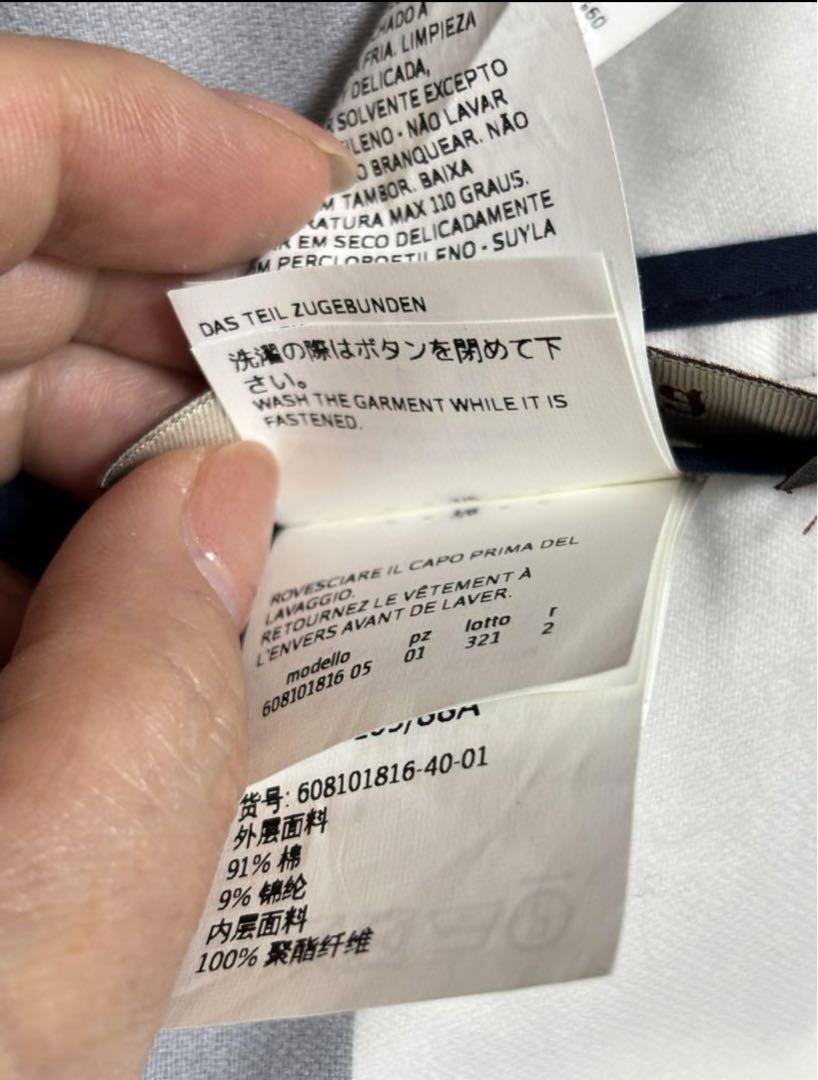 HADO A
FRIA. LIMPIEZA
DELICADA,
SOLVENTE EXCEPTO
ILENO - NÃO LAVAR
O BRANQUEAR. NÃO
M TAMBOR. BAIXA
RATURA MAX 110 GRAUS.
R EM SECO DELICADAMENTE
OM PERCLOROETILENO - SUYLA
DAS TEIL ZUGEBUNDEN
洗濯の際はボタンを閉めて下
さい。
WASH THE GARMENT WHILE IT IS
FASTENED.
ROVESCIARE IL CAPO PRIMA DEL
LAVAGGIO.
RETOURNEZ LE VÊTEMENT À
L'ENVERS AVANT DE LAVER.
modello pz lotto r
608101816 05 01 321 2
货号: 608101816-40-01
外层面料
91% 棉
9% 锦纶
内层面料
100% 聚酯纤维